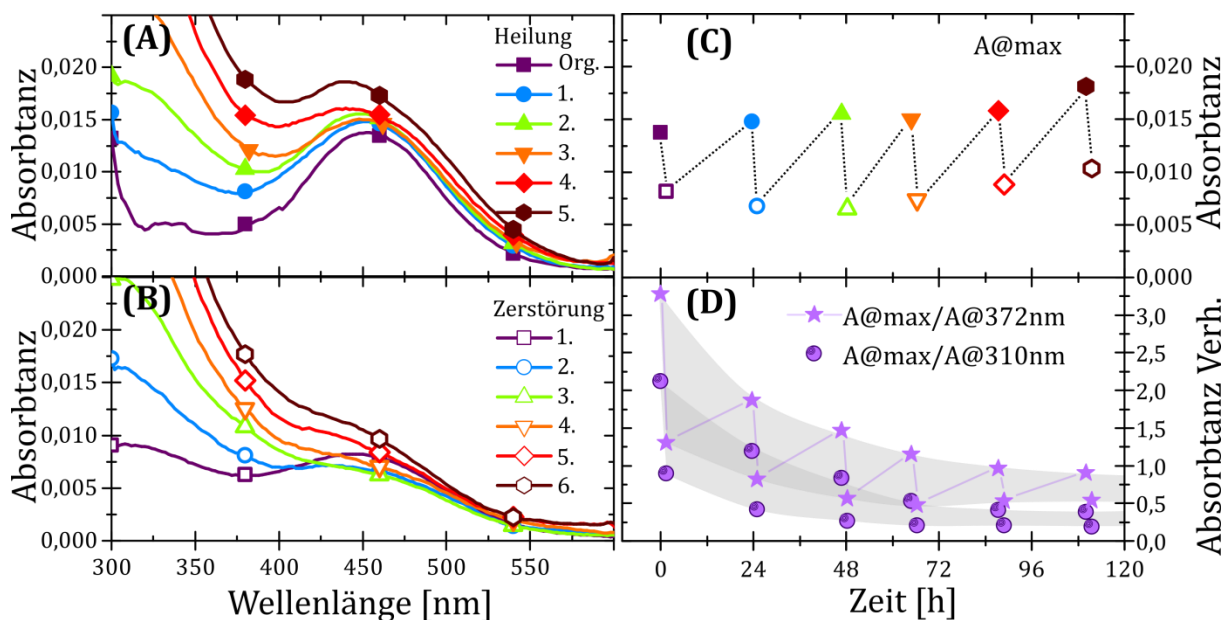 (A)
Heilung
Org.
1.
2.
3.
4.
5.
Absorbtanz
0,020
0,015
0,010
0,005
0,000
(B)
Zerstörung
1.
2.
3.
4.
5.
6.
Absorbtanz
0,020
0,015
0,010
0,005
0,000
300 350 400 450 500 550
Wellenlänge [nm]
(C)
A@max
0,020
0,015
0,010
0,005
0,000
Absorbtanz
(D)
A@max/A@372nm
A@max/A@310nm
3,0
2,5
2,0
1,5
1,0
0,5
0,0
Absorbtanz Verh.
0 24 48 72 96 120
Zeit [h]